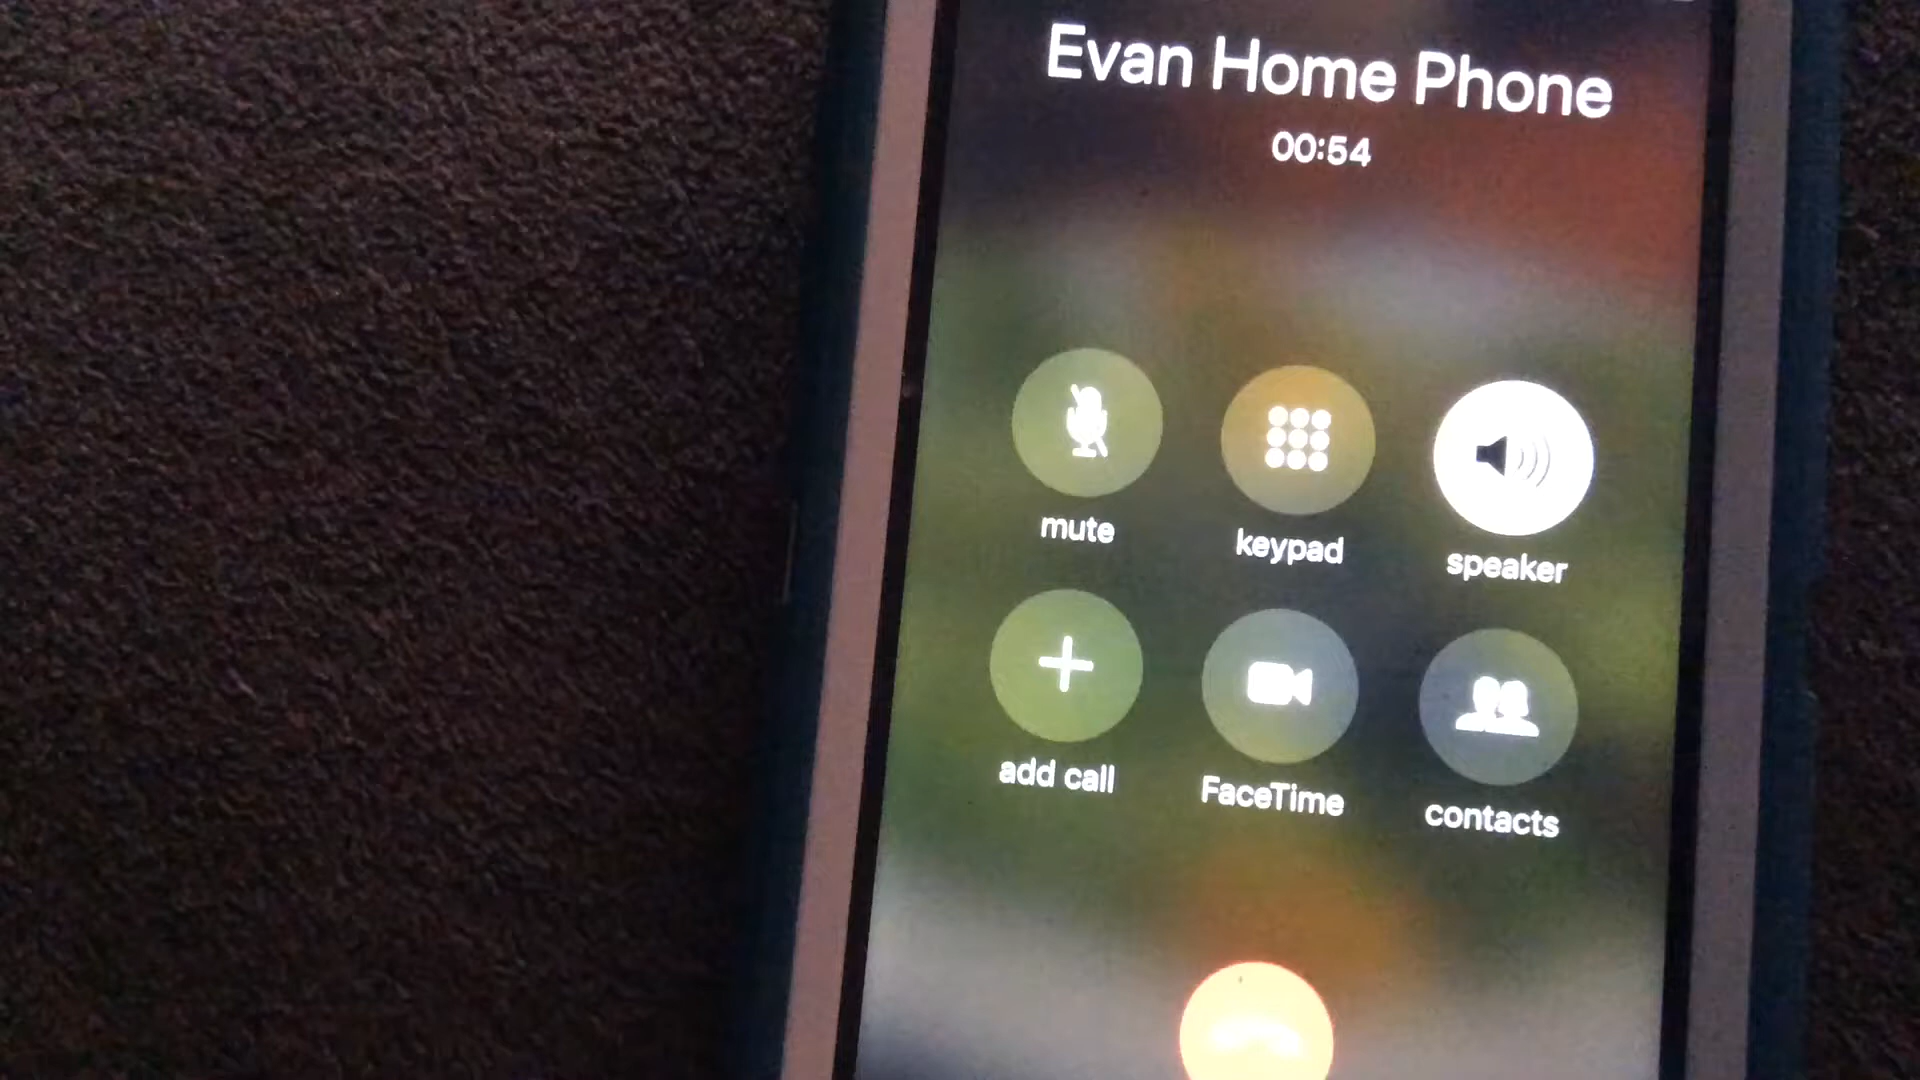 Evan Home Phone
00:54
mute
keypad
speaker
add call
FaceTime
contacts